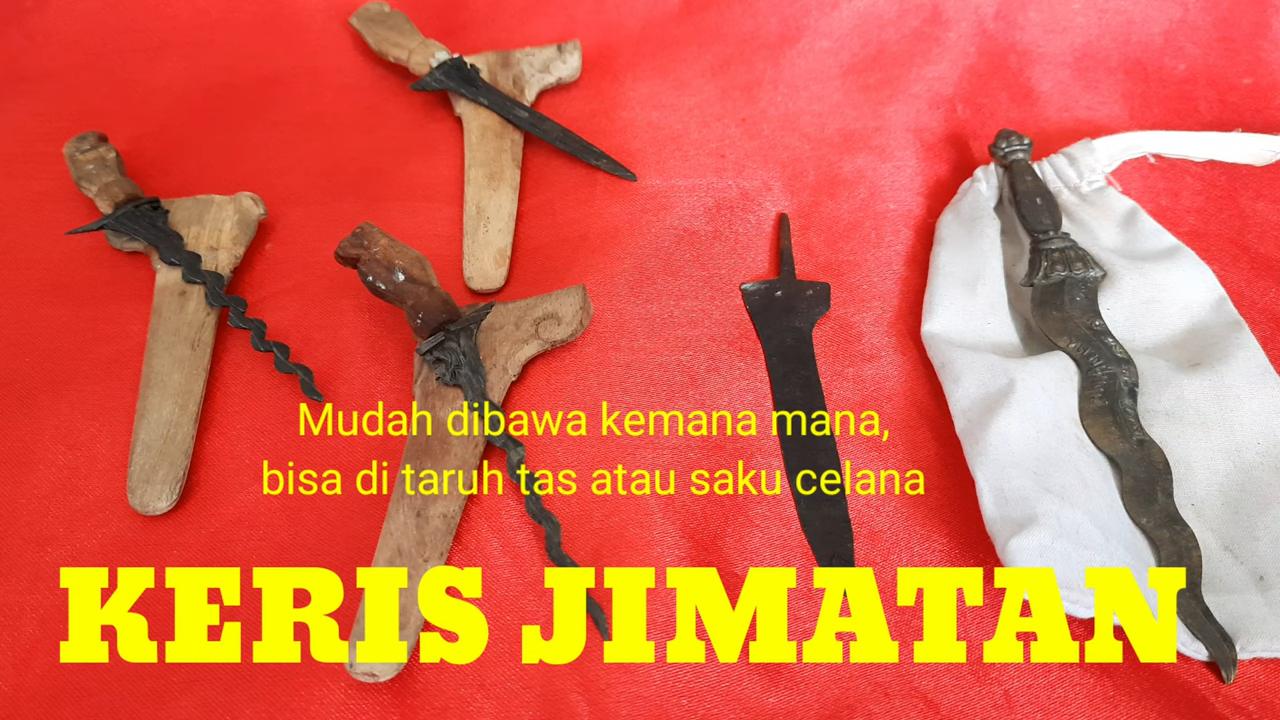 Mudah dibawa kemana mana,
bisa di taruh tas atau saku celana
KERIS JIMATAN